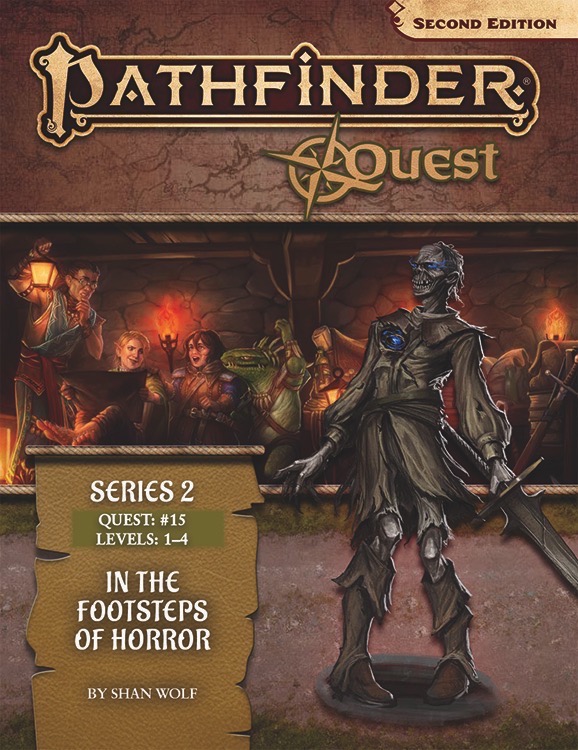 SECOND EDITION
PATHFINDER®
QUEST
SERIES 2
QUEST: #15
LEVELS: 1–4
IN THE
FOOTSTEPS
OF HORROR
BY SHAN WOLF